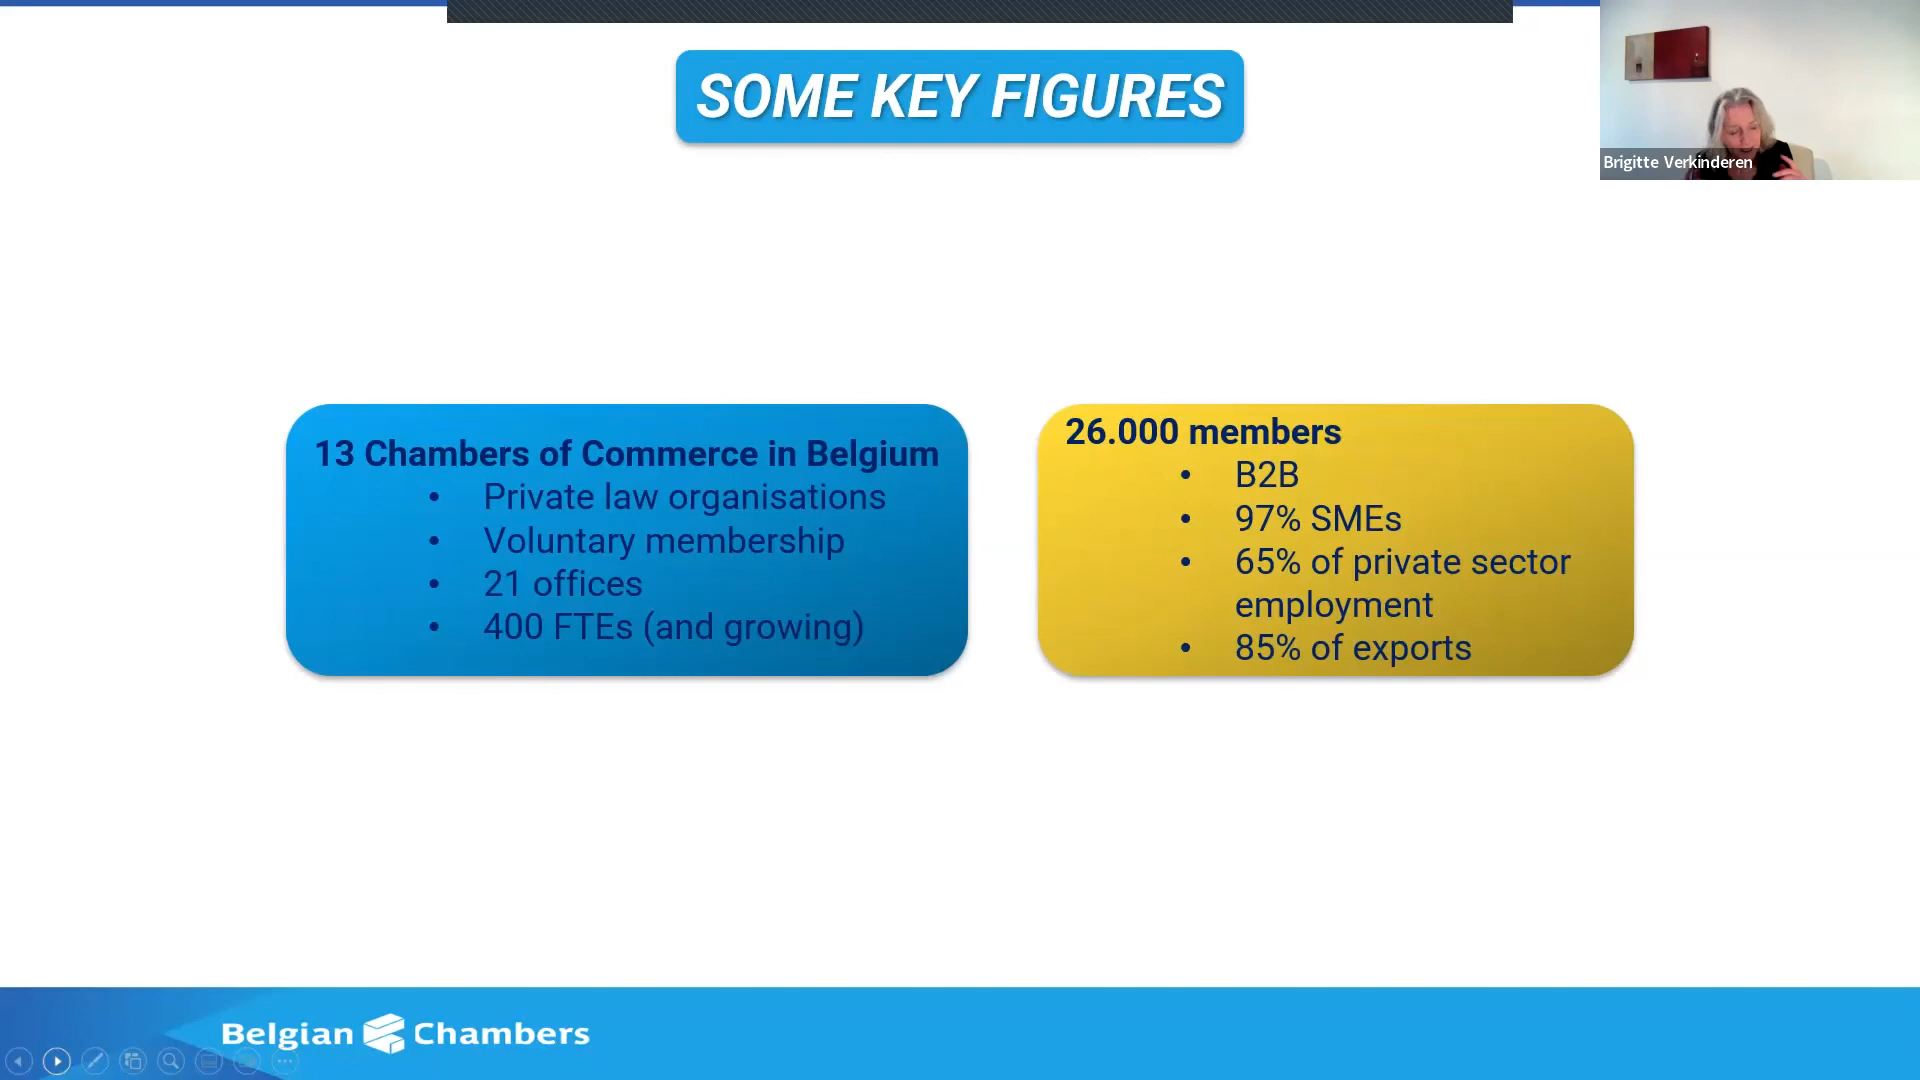 SOME KEY FIGURES
Brigitte Verkinderen
13 Chambers of Commerce in Belgium
• Private law organisations
• Voluntary membership
• 21 offices
• 400 FTEs (and growing)
26.000 members
• B2B
• 97% SMEs
• 65% of private sector
employment
• 85% of exports
Belgian Chambers